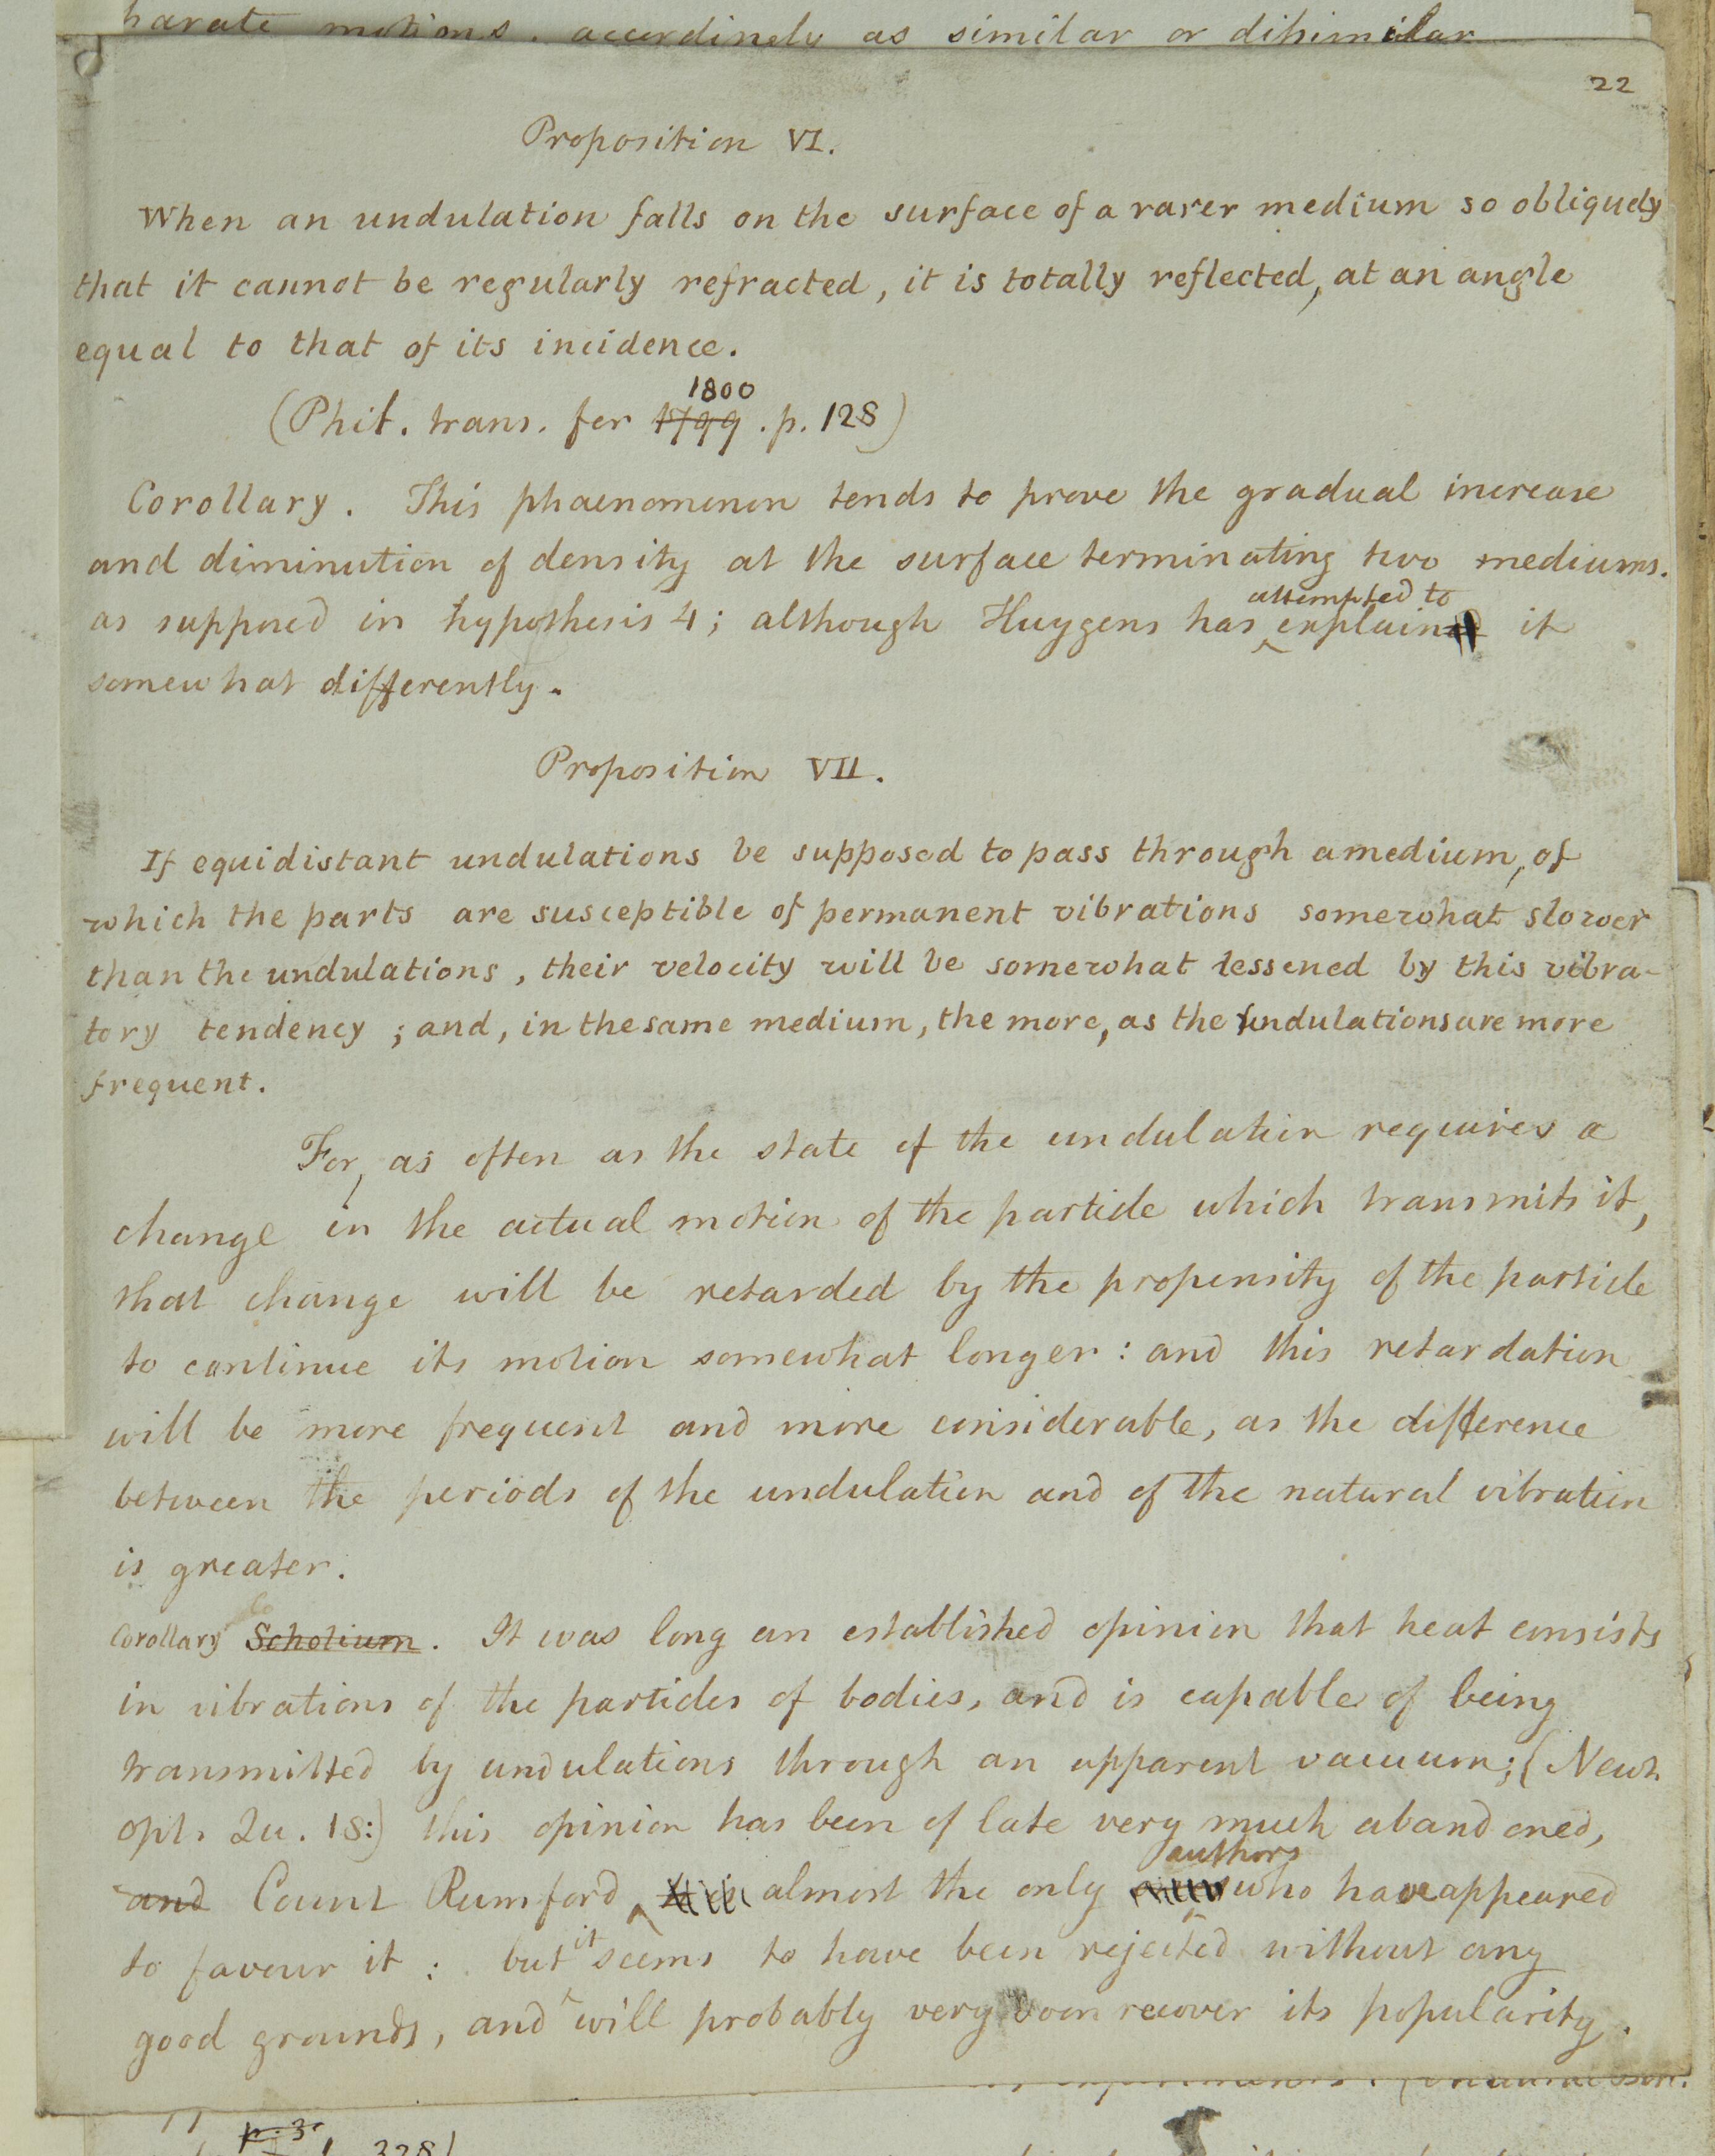 harate motions. accordingly as similar or dissimilar
22
Proposition VI.
When an undulation falls on the surface of a rarer medium so obliquely
that it cannot be regularly refracted, it is totally reflected, at an angle
equal to that of its incidence.
1800
(Phil. trans. for 1799. p. 128)
Corollary. This phaenomenon tends to prove the gradual increase
and diminution of density at the surface terminating two mediums.
as supposed in hypothesis 4; although Huygens has explain it
attempted to
somewhat differently.
Proposition VII.
If equidistant undulations be supposed to pass through a medium, of
which the parts are susceptible of permanent vibrations somewhat slower
than the undulations, their velocity will be somewhat lessened by this vibra-
tory tendency; and, in the same medium, the more, as the undulations are more
frequent.
For, as often as the state of the undulation requires a
change in the actual motion of the particle which transmits it,
that change will be retarded by the propensity of the particle
to continue its motion somewhat longer: and this retardation
will be more frequent and more considerable, as the difference
between the periods of the undulation and of the natural vibration
is greater.
Corollary Scholium. It was long an established opinion that heat consists
in vibrations of the particles of bodies, and is capable of being
transmitted by undulations through an apparent vacuum; (Newt.
opt. Qu. 18:) this opinion has been of late very much abandoned,
authors
and Count Rumford almost the only who have appeared
to favour it: but it seems to have been rejected without any
good grounds, and will probably very soon recover its popularity.
p. 3.
328)